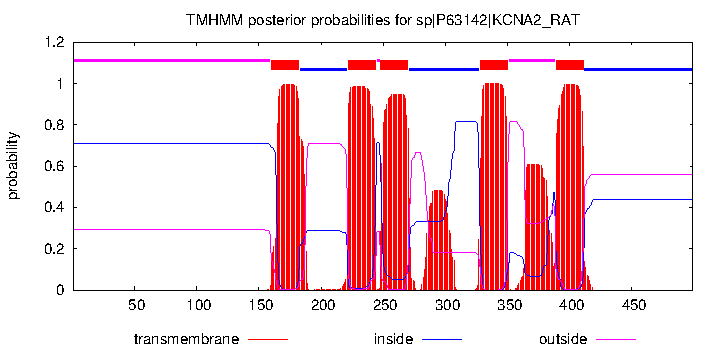 TMHMM posterior probabilities for sp|P63142|KCNA2_RAT
1.2
1
0.8
0.6
0.4
0.2
0
probability
50 100 150 200 250 300 350 400 450
transmembrane inside outside